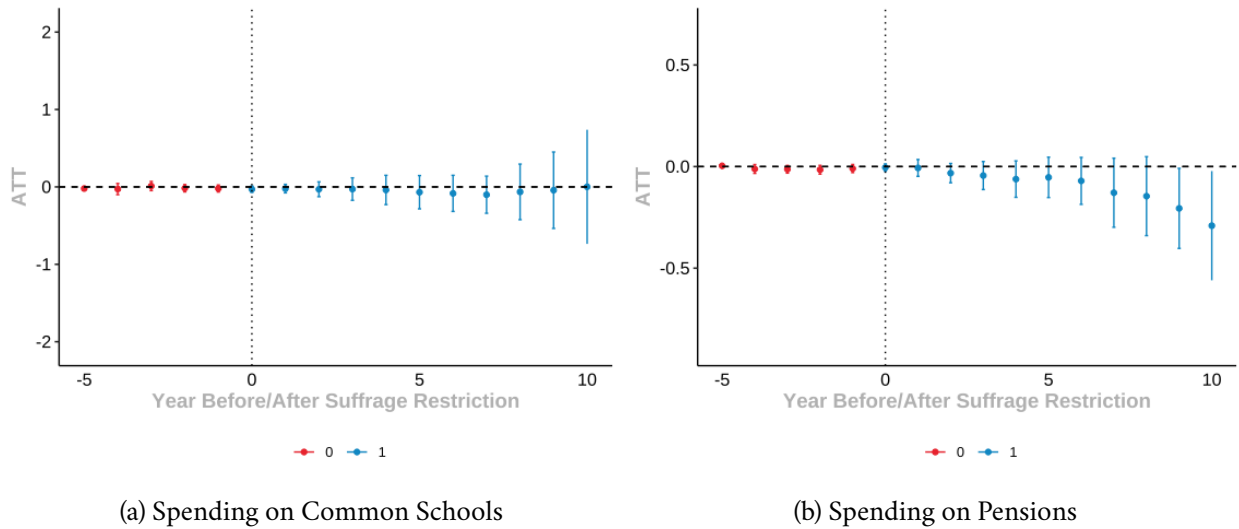 2
1
0
-1
-2
ATT
-5 0 5 10
Year Before/After Suffrage Restriction
0 1
(a) Spending on Common Schools
0.5
0.0
-0.5
ATT
-5 0 5 10
Year Before/After Suffrage Restriction
0 1
(b) Spending on Pensions